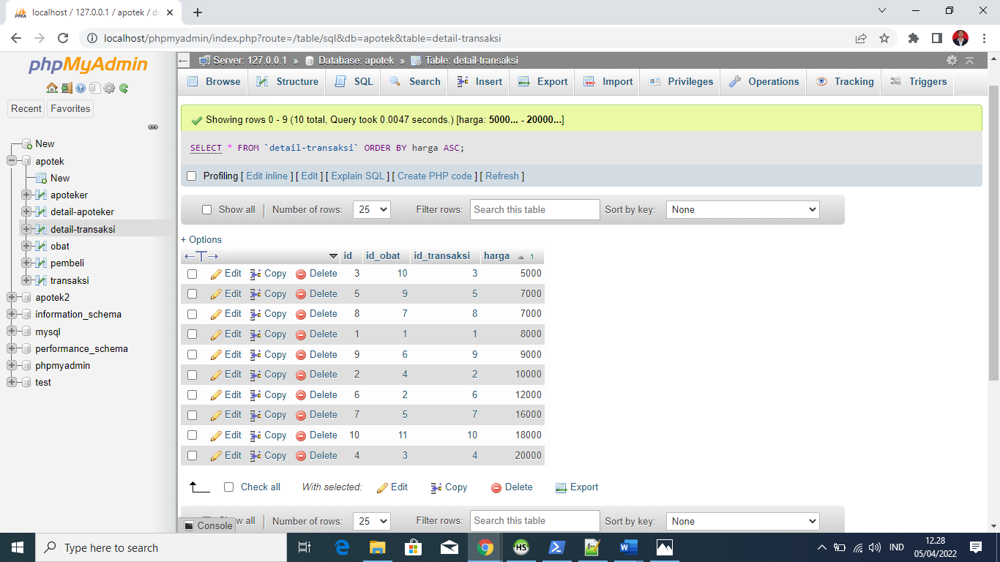 localhost / 127.0.0.1 / apotek / de
localhost/phpmyadmin/index.php?route=/table/sql&db=apotek&table=detail-transaksi
phpMyAdmin
Recent Favorites
New
apotek
New
apoteker
detail-apoteker
detail-transaksi
obat
pembeli
transaksi
apotek2
information_schema
mysql
performance_schema
phpmyadmin
test
Server: 127.0.0.1 » Database: apotek » Table: detail-transaksi
Browse Structure SQL Search Insert Export Import Privileges Operations Tracking Triggers
Showing rows 0 - 9 (10 total, Query took 0.0047 seconds.) [harga: 5000... - 20000...]
SELECT * FROM `detail-transaksi` ORDER BY harga ASC;
Profiling [ Edit inline ] [ Edit ] [ Explain SQL ] [ Create PHP code ] [ Refresh ]
Show all | Number of rows: 25 Filter rows: Search this table Sort by key: None
+ Options
←T→ id id_obat id_transaksi harga 1
Edit Copy Delete 3 10 3 5000
Edit Copy Delete 5 9 5 7000
Edit Copy Delete 8 7 8 7000
Edit Copy Delete 1 1 1 8000
Edit Copy Delete 9 6 9 9000
Edit Copy Delete 2 4 2 10000
Edit Copy Delete 6 2 6 12000
Edit Copy Delete 7 5 7 16000
Edit Copy Delete 10 11 10 18000
Edit Copy Delete 4 3 4 20000
Check all With selected: Edit Copy Delete Export
w all | Number of rows: 25 Filter rows: Search this table Sort by key: None
Console
Type here to search
HS
IND
12.28
05/04/2022